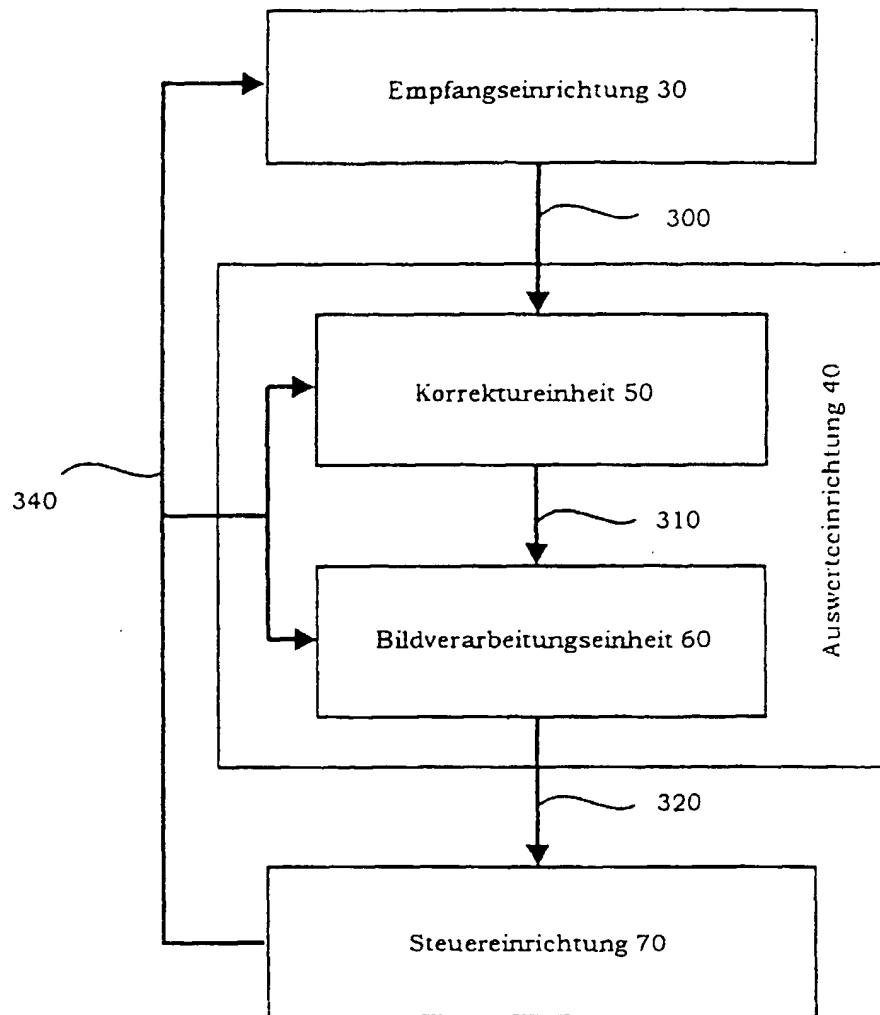 Empfangseinrichtung 30
300
Korrektureinheit 50
Auswerteeinrichtung 40
340
310
Bildverarbeitungseinheit 60
320
Steuereinrichtung 70